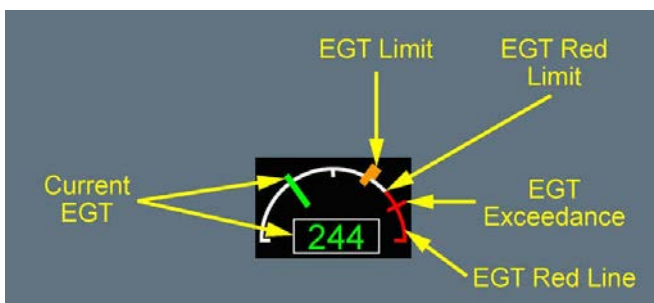 EGT Limit
EGT Red
Limit
Current
EGT
244
EGT
Exceedance
EGT Red Line